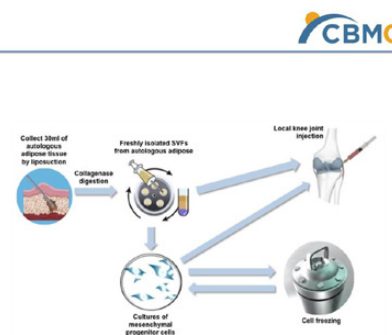 CBMG
Collect 30ml of
autologous
adipose tissue
by liposuction
Collagenase
digestion
Freshly isolated SVFs
from autologous adipose
Local knee joint
injection
Cultures of
mesenchymal
progenitor cells
Cell freezing